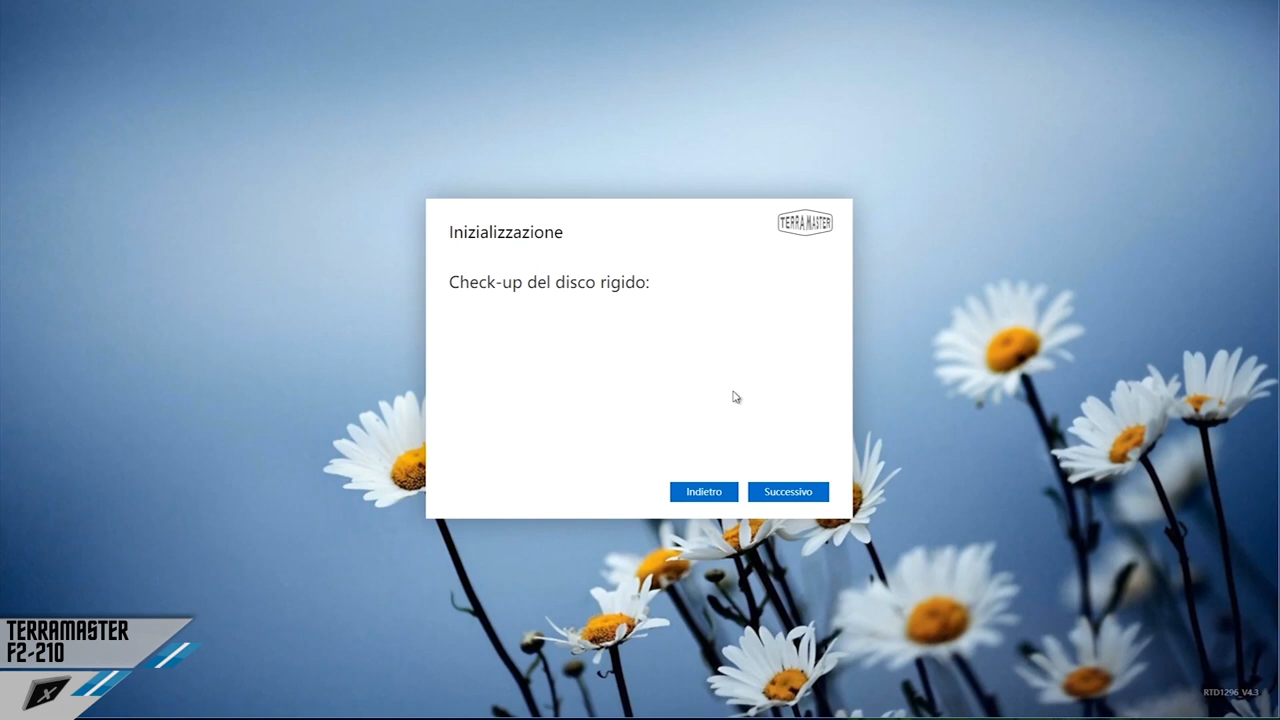 TERRA MASTER
Inizializzazione
Check-up del disco rigido:
Indietro
Successivo
TERRAMASTER
F2-210
RTD1296_V4.3